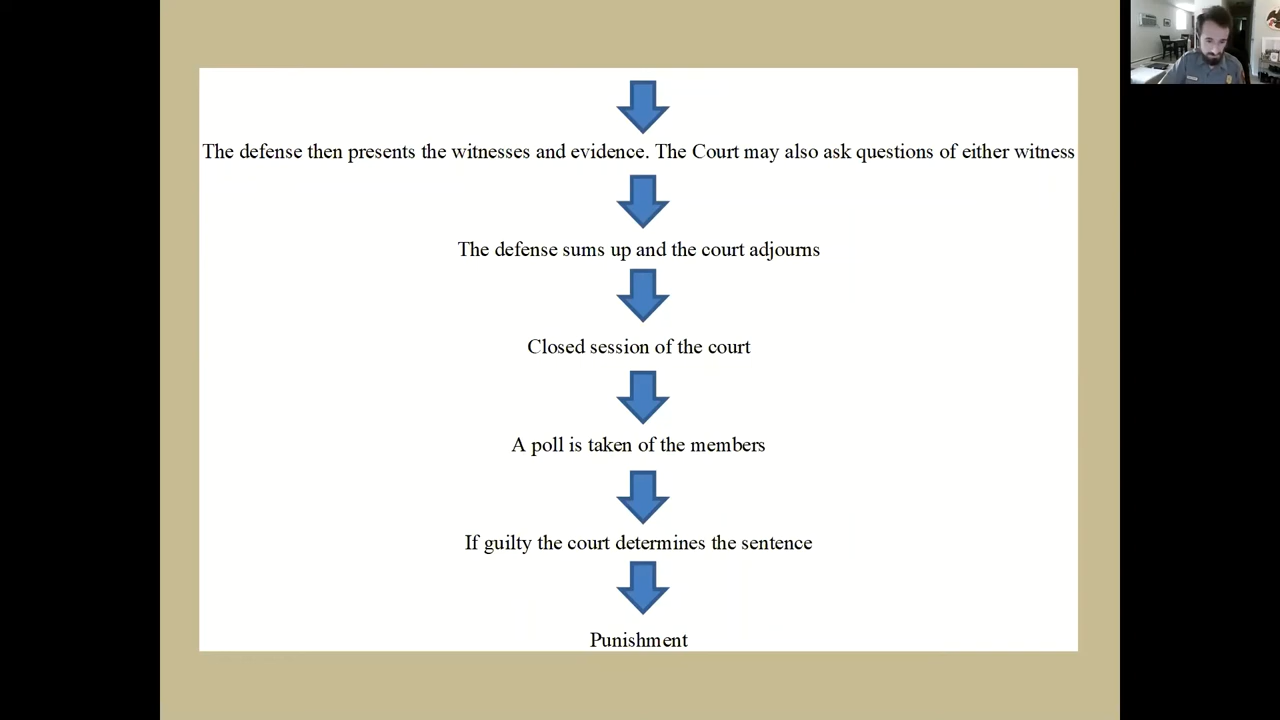 The defense then presents the witnesses and evidence. The Court may also ask questions of either witness
The defense sums up and the court adjourns
Closed session of the court
A poll is taken of the members
If guilty the court determines the sentence
Punishment